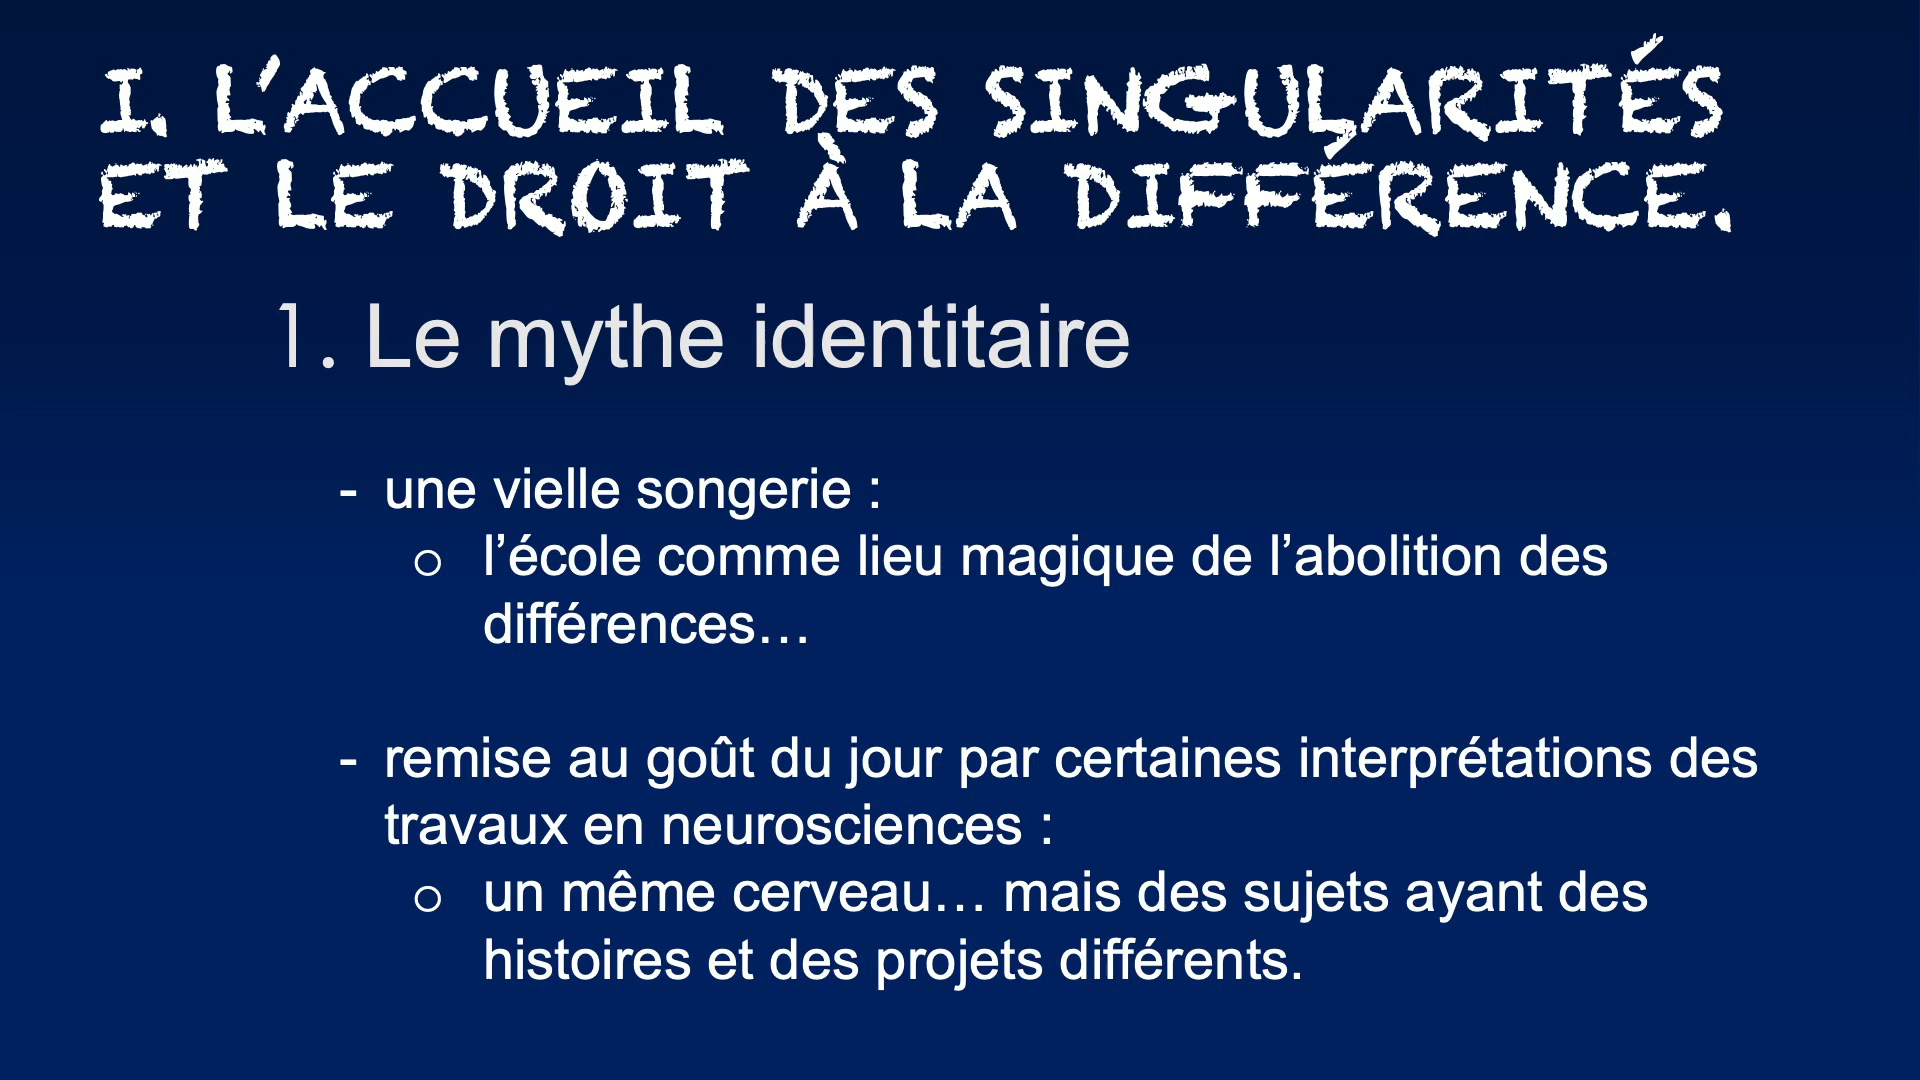 I. L’ACCUEIL DES SINGULARITÉS
ET LE DROIT À LA DIFFÉRENCE.
1. Le mythe identitaire
- une vielle songerie :
o l’école comme lieu magique de l’abolition des
différences…
- remise au goût du jour par certaines interprétations des
travaux en neurosciences :
o un même cerveau… mais des sujets ayant des
histoires et des projets différents.